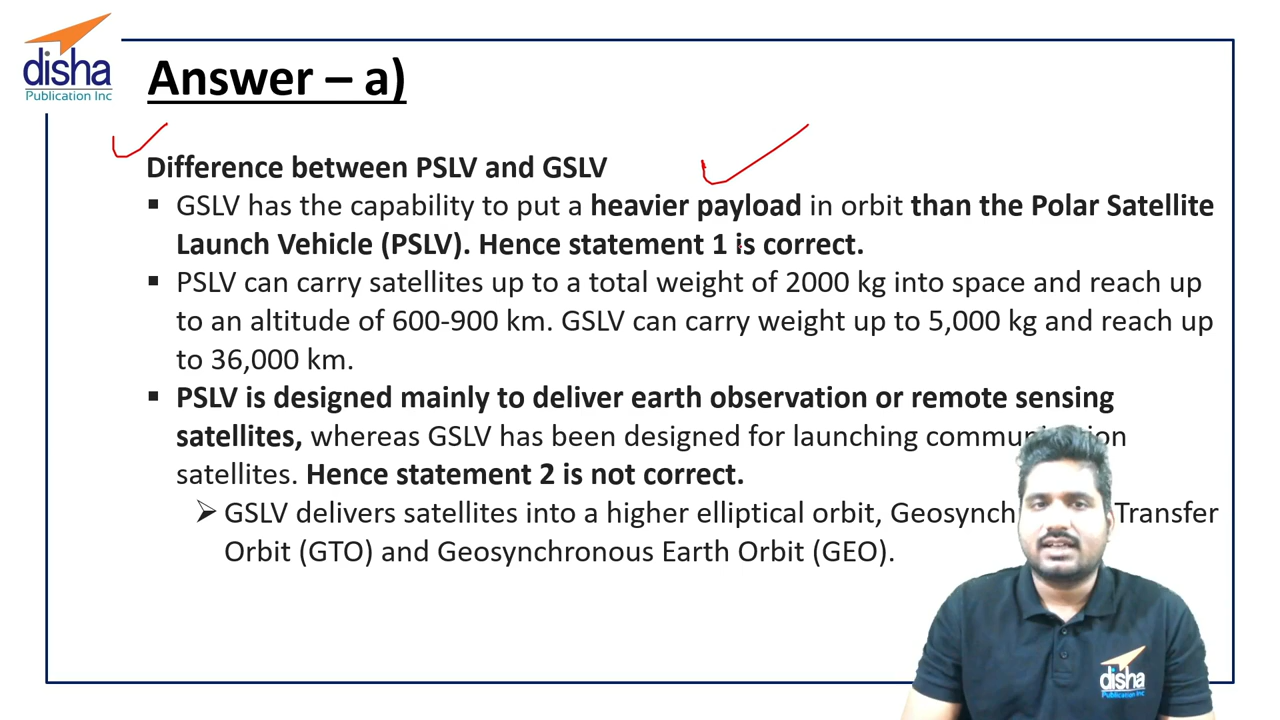 disha
Publication Inc
Answer – a)
Difference between PSLV and GSLV
▪ GSLV has the capability to put a heavier payload in orbit than the Polar Satellite
Launch Vehicle (PSLV). Hence statement 1 is correct.
▪ PSLV can carry satellites up to a total weight of 2000 kg into space and reach up
to an altitude of 600-900 km. GSLV can carry weight up to 5,000 kg and reach up
to 36,000 km.
▪ PSLV is designed mainly to deliver earth observation or remote sensing
satellites, whereas GSLV has been designed for launching
satellites. Hence statement 2 is not correct.
➢ GSLV delivers satellites into a higher elliptical orbit, Transfer
Orbit (GTO) and Geosynchronous Earth Orbit (GEO).
disha
Publication Inc